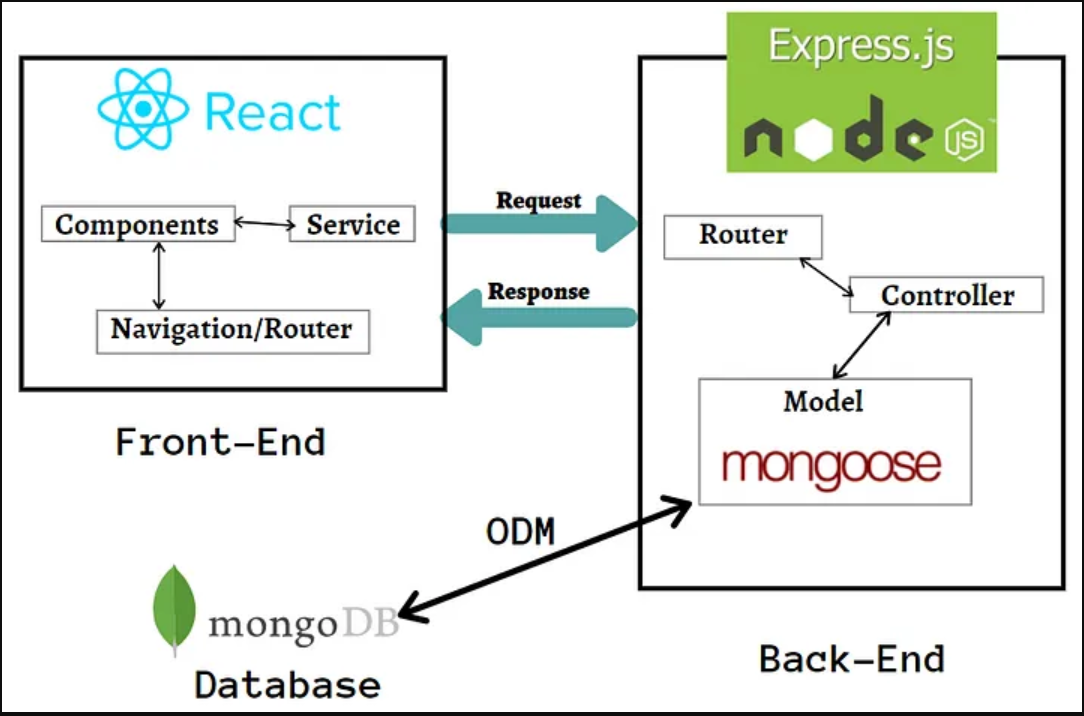 React
Components
Service
Navigation/Router
Front-End
Request
Response
Express.js
node
JS
™
Router
Controller
Model
mongoose
ODM
mongoDB
Database
Back-End